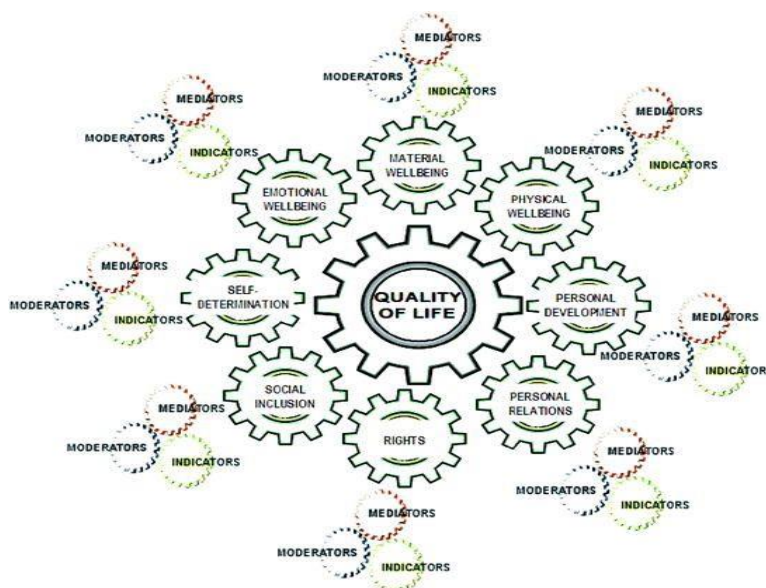 MEDIATORS
MODERATORS
INDICATORS
MEDIATORS
MODERATORS
INDICATORS
MEDIATORS
MODERATORS
INDICATORS
MATERIAL
WELLBEING
EMOTIONAL
WELLBEING
PHYSICAL
WELLBEING
MEDIATORS
MODERATORS
INDICATORS
SELF-
DETERMINATION
QUALITY
OF LIFE
PERSONAL
DEVELOPMENT
MEDIATORS
MODERATORS
INDICATORS
SOCIAL
INCLUSION
RIGHTS
PERSONAL
RELATIONS
MEDIATORS
MODERATORS
INDICATORS
MEDIATORS
MODERATORS
INDICATORS
MEDIATORS
MODERATORS
INDICATORS